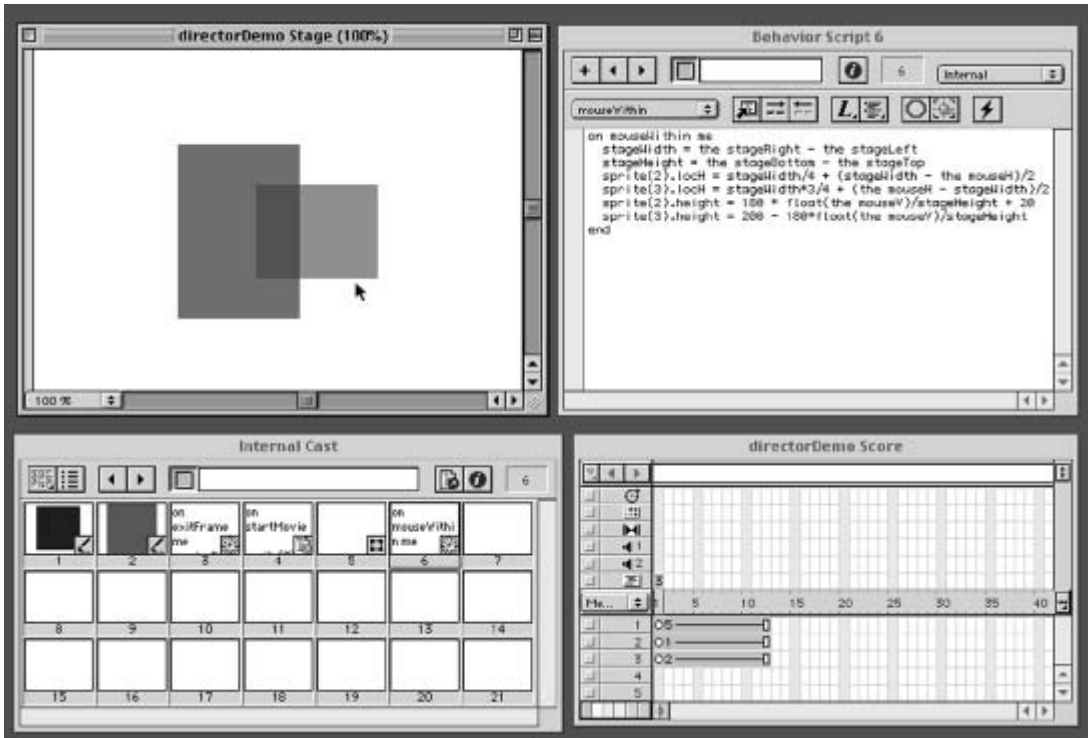 directorDemo Stage (100%)
100 %
Behavior Script 6
6
Internal
mouseWithin
L
on mouseWithin me
stageWidth = the stageRight - the stageLeft
stageHeight = the stageBottom - the stageTop
sprite(2).locH = stageWidth/4 + (stageWidth - the mouseH)/2
sprite(3).locH = stageWidth*3/4 + (the mouseH - stageWidth)/2
sprite(2).height = 180 * float(the mouseV)/stageHeight + 20
sprite(3).height = 200 - 180*float(the mouseV)/stageHeight
end
Internal Cast
6
on
exitFrame
me
on
startMovie
on
mouseWithi
n me
1 2 3 4 5 6 7
8 9 10 11 12 13 14
15 16 17 18 19 20 21
directorDemo Score
1
2
3
Me... 1 5 10 15 20 25 30 35 40
1 5
2 1
3 2
4
5